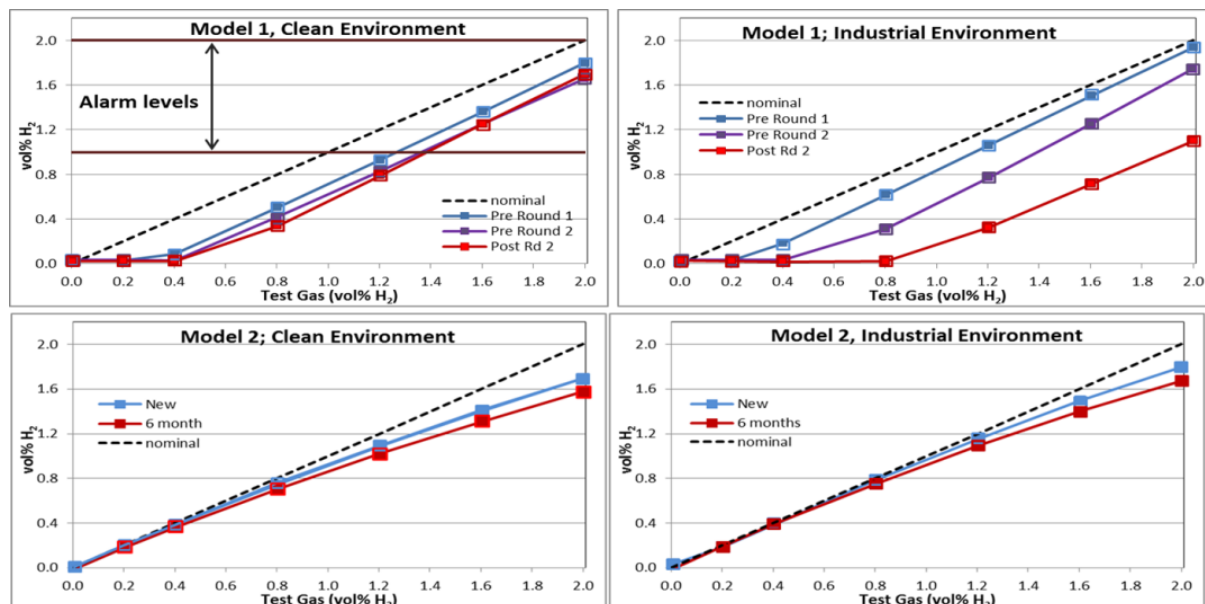 Model 1, Clean Environment
2.0
1.6
1.2
0.8
0.4
0.0
vol% H₂
Alarm levels
nominal
Pre Round 1
Pre Round 2
Post Rd 2
0.0 0.2 0.4 0.6 0.8 1.0 1.2 1.4 1.6 1.8 2.0
Test Gas (vol% H₂)
Model 1; Industrial Environment
2.0
1.6
1.2
0.8
0.4
0.0
vol% H₂
nominal
Pre Round 1
Pre Round 2
Post Rd 2
0.0 0.2 0.4 0.6 0.8 1.0 1.2 1.4 1.6 1.8 2.0
Test Gas (vol% H₂)
Model 2; Clean Environment
2.0
1.6
1.2
0.8
0.4
0.0
vol% H₂
New
6 month
nominal
0.0 0.2 0.4 0.6 0.8 1.0 1.2 1.4 1.6 1.8 2.0
Test Gas (vol% H₂)
Model 2, Industrial Environment
2.0
1.6
1.2
0.8
0.4
0.0
vol% H₂
New
6 months
nominal
0.0 0.2 0.4 0.6 0.8 1.0 1.2 1.4 1.6 1.8 2.0
Test Gas (vol% H₂)